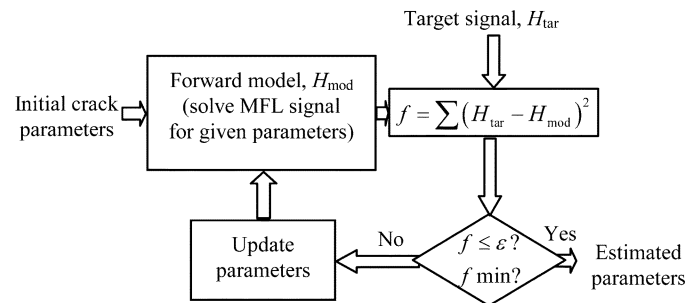 Target signal, H_tar
Forward model, H_mod
(solve MFL signal
for given parameters)
Initial crack
parameters
f = ∑(H_tar − H_mod)²
Update
parameters
No
f ≤ ε ?
f min?
Yes
Estimated
parameters